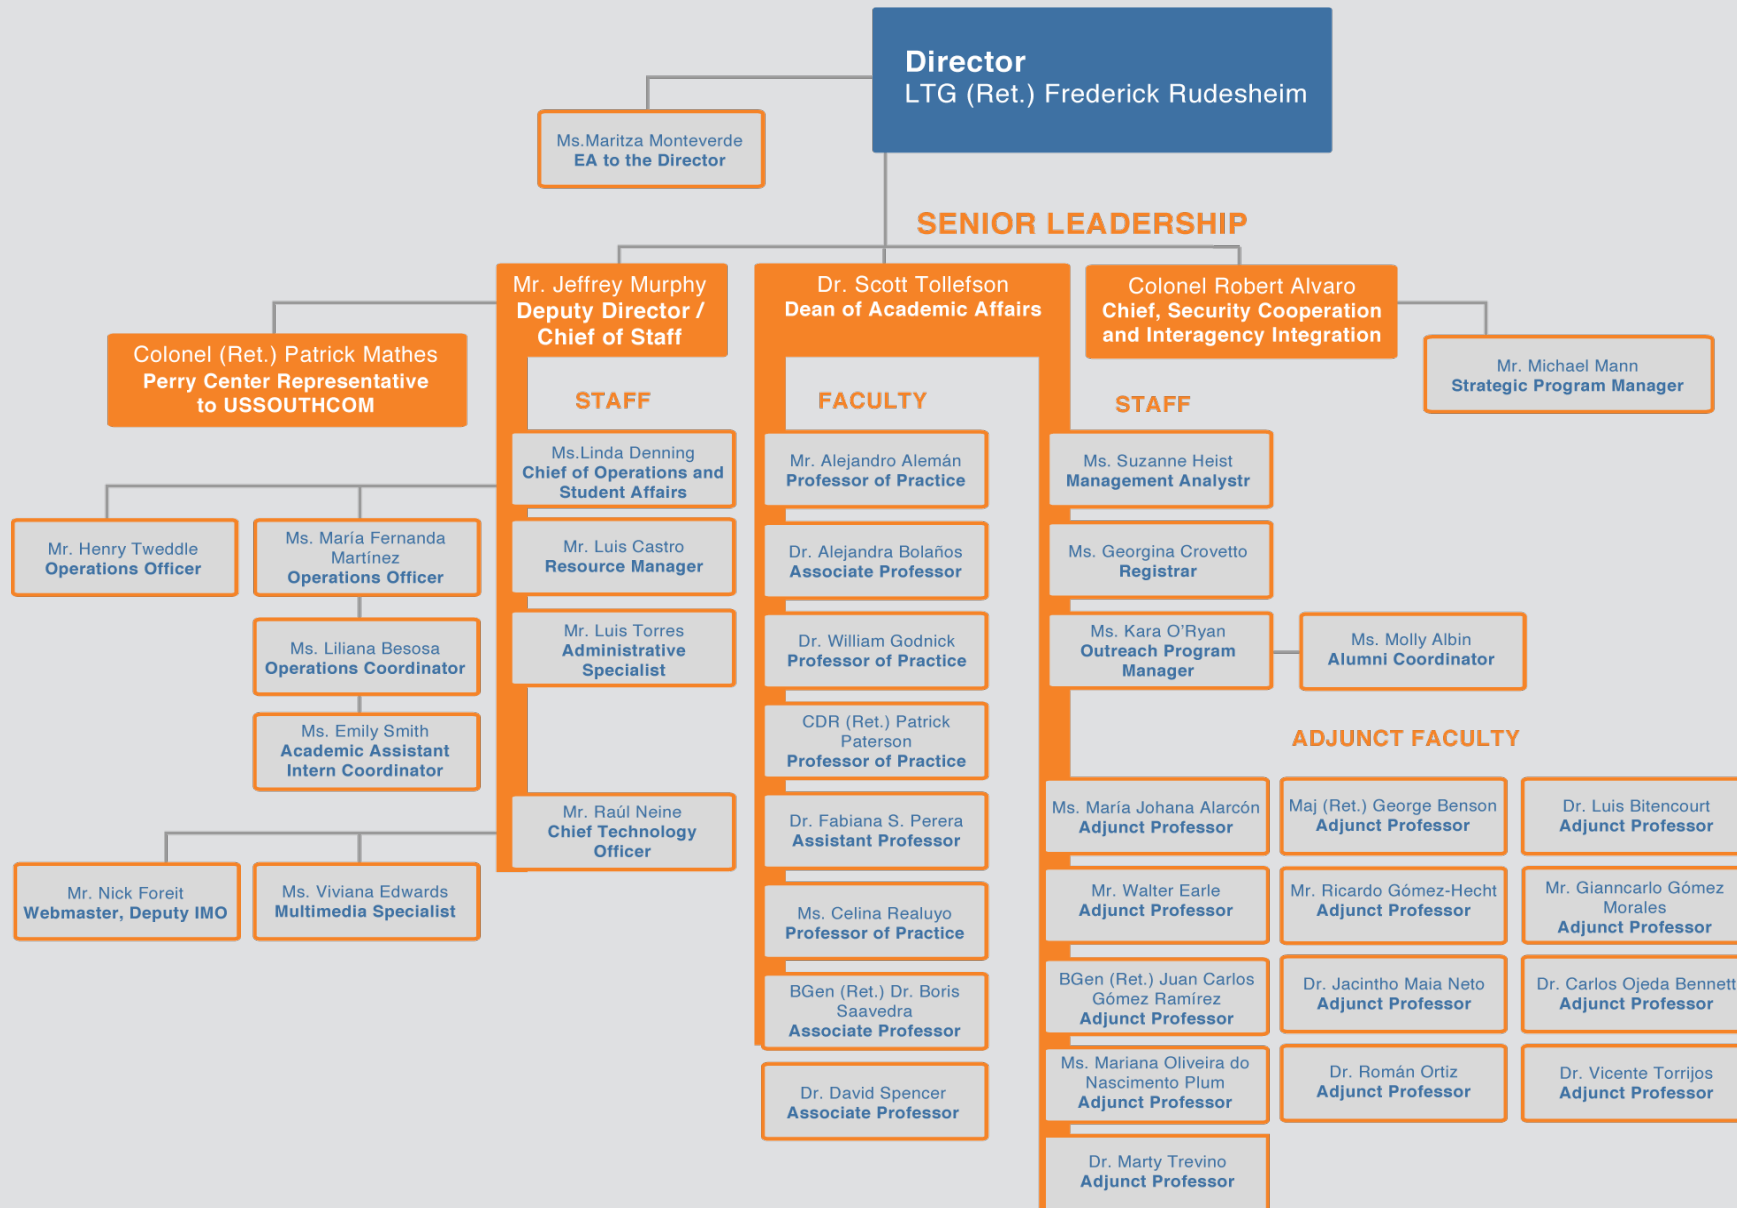 Director
LTG (Ret.) Frederick Rudesheim
Ms.Maritza Monteverde
EA to the Director
SENIOR LEADERSHIP
Mr. Jeffrey Murphy
Deputy Director /
Chief of Staff
Dr. Scott Tollefson
Dean of Academic Affairs
Colonel Robert Alvaro
Chief, Security Cooperation
and Interagency Integration
Colonel (Ret.) Patrick Mathes
Perry Center Representative
to USSOUTHCOM
Mr. Michael Mann
Strategic Program Manager
STAFF
Ms.Linda Denning
Chief of Operations and
Student Affairs
Mr. Henry Tweddle
Operations Officer
Ms. María Fernanda
Martínez
Operations Officer
Mr. Luis Castro
Resource Manager
Ms. Liliana Besosa
Operations Coordinator
Mr. Luis Torres
Administrative
Specialist
Ms. Emily Smith
Academic Assistant
Intern Coordinator
Mr. Raúl Neine
Chief Technology
Officer
Mr. Nick Foreit
Webmaster, Deputy IMO
Ms. Viviana Edwards
Multimedia Specialist
FACULTY
Mr. Alejandro Alemán
Professor of Practice
Dr. Alejandra Bolaños
Associate Professor
Dr. William Godnick
Professor of Practice
CDR (Ret.) Patrick
Paterson
Professor of Practice
Dr. Fabiana S. Perera
Assistant Professor
Ms. Celina Realuyo
Professor of Practice
BGen (Ret.) Dr. Boris
Saavedra
Associate Professor
Dr. David Spencer
Associate Professor
STAFF
Ms. Suzanne Heist
Management Analystr
Ms. Georgina Crovetto
Registrar
Ms. Kara O'Ryan
Outreach Program
Manager
Ms. Molly Albin
Alumni Coordinator
ADJUNCT FACULTY
Ms. María Johana Alarcón
Adjunct Professor
Maj (Ret.) George Benson
Adjunct Professor
Dr. Luis Bitencourt
Adjunct Professor
Mr. Walter Earle
Adjunct Professor
Mr. Ricardo Gómez-Hecht
Adjunct Professor
Mr. Gianncarlo Gómez
Morales
Adjunct Professor
BGen (Ret.) Juan Carlos
Gómez Ramírez
Adjunct Professor
Dr. Jacintho Maia Neto
Adjunct Professor
Dr. Carlos Ojeda Bennett
Adjunct Professor
Ms. Mariana Oliveira do
Nascimento Plum
Adjunct Professor
Dr. Román Ortiz
Adjunct Professor
Dr. Vicente Torrijos
Adjunct Professor
Dr. Marty Trevino
Adjunct Professor